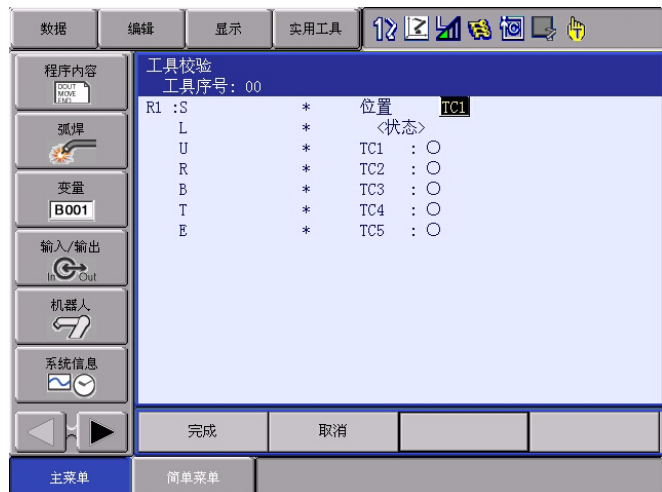 数据 编辑 显示 实用工具
程序内容
DOUT
MOVE
END
弧焊
变量
B001
输入/输出
In Out
机器人
系统信息
工具校验
工具序号: 00
R1 :S * 位置 TC1
L * <状态>
U * TC1 : ○
R * TC2 : ○
B * TC3 : ○
T * TC4 : ○
E * TC5 : ○
完成 取消
主菜单 简单菜单